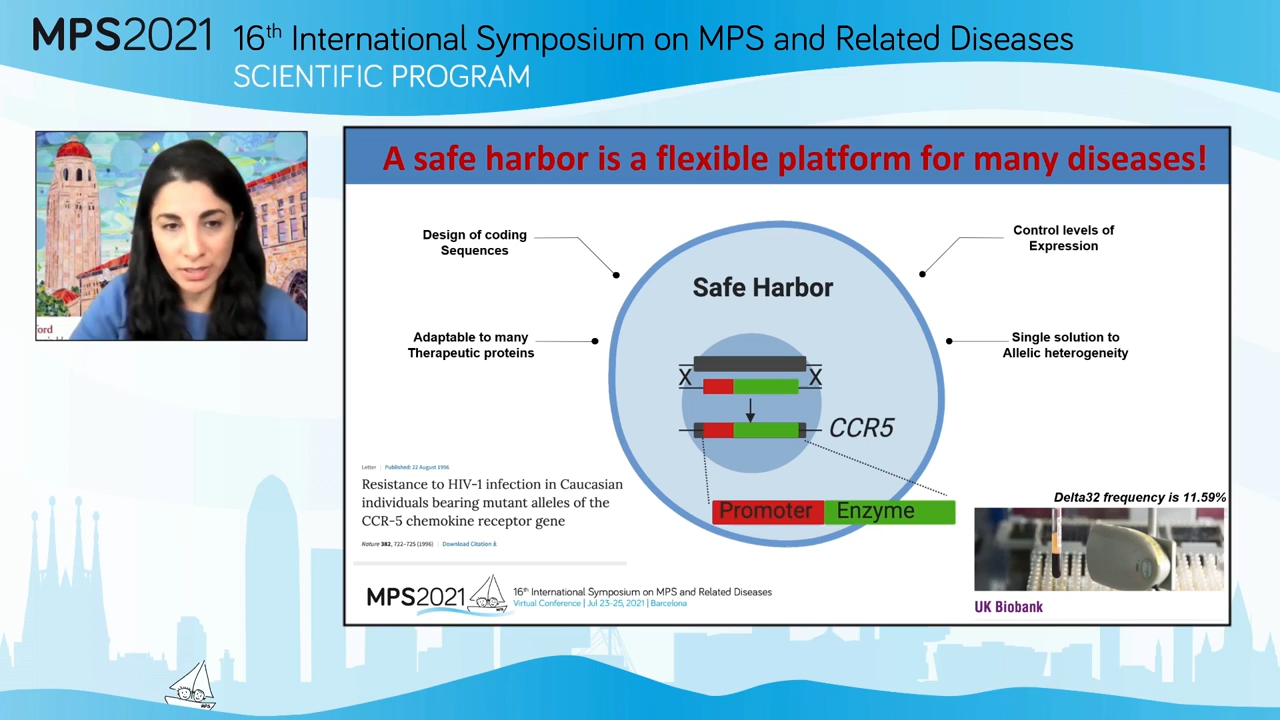 MPS2021 16th International Symposium on MPS and Related Diseases
SCIENTIFIC PROGRAM
ord
A safe harbor is a flexible platform for many diseases!
Design of coding
Sequences
Control levels of
Expression
Safe Harbor
Adaptable to many
Therapeutic proteins
Single solution to
Allelic heterogeneity
X
X
CCR5
Promoter Enzyme
Letter | Published: 22 August 1996
Resistance to HIV-1 infection in Caucasian
individuals bearing mutant alleles of the
CCR-5 chemokine receptor gene
Nature 382, 722–725 (1996) | Download Citation
Delta32 frequency is 11.59%
UK Biobank
MPS2021
MPS
16th International Symposium on MPS and Related Diseases
Virtual Conference | Jul 23-25, 2021 | Barcelona
MPS